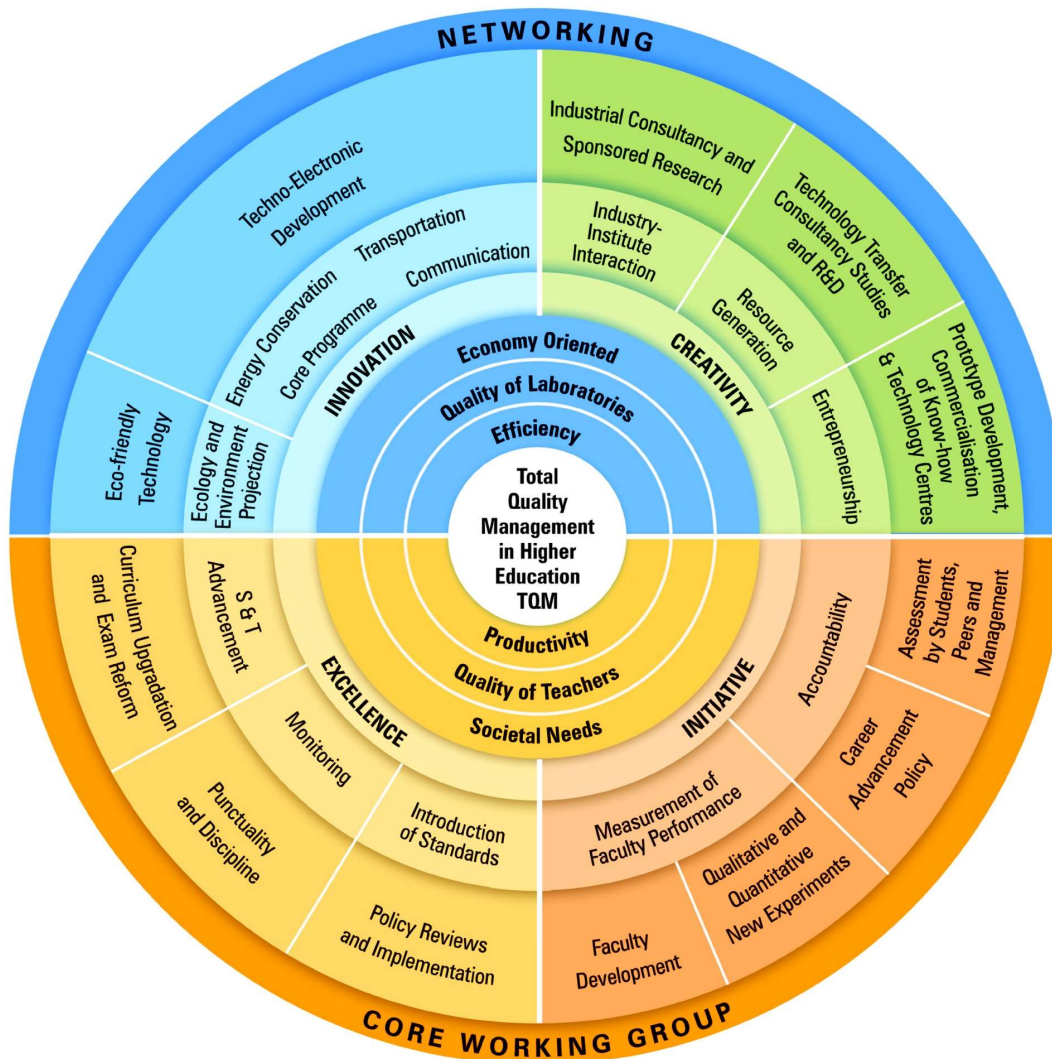 NETWORKING
Techno-Electronic
Development
Eco-friendly
Technology
Transportation
Communication
Energy Conservation
Core Programme
Ecology and
Environment
Projection
INNOVATION
Industrial Consultancy and
Sponsored Research
Technology Transfer
Consultancy Studies
and R&D
Prototype Development,
Commercialisation
of Know-how
& Technology Centres
Industry-
Institute
Interaction
Resource
Generation
Entrepreneurship
CREATIVITY
Economy Oriented
Quality of Laboratories
Efficiency
Total
Quality
Management
in Higher
Education
TQM
Productivity
Quality of Teachers
Societal Needs
EXCELLENCE
S & T
Advancement
Monitoring
Introduction
of Standards
Curriculum Upgradation
and Exam Reform
Punctuality
and Discipline
Policy Reviews
and Implementation
INITIATIVE
Accountability
Measurement of
Faculty Performance
Assessment
by Students,
Peers and
Management
Career
Advancement
Policy
Qualitative and
Quantitative
New Experiments
Faculty
Development
CORE WORKING GROUP